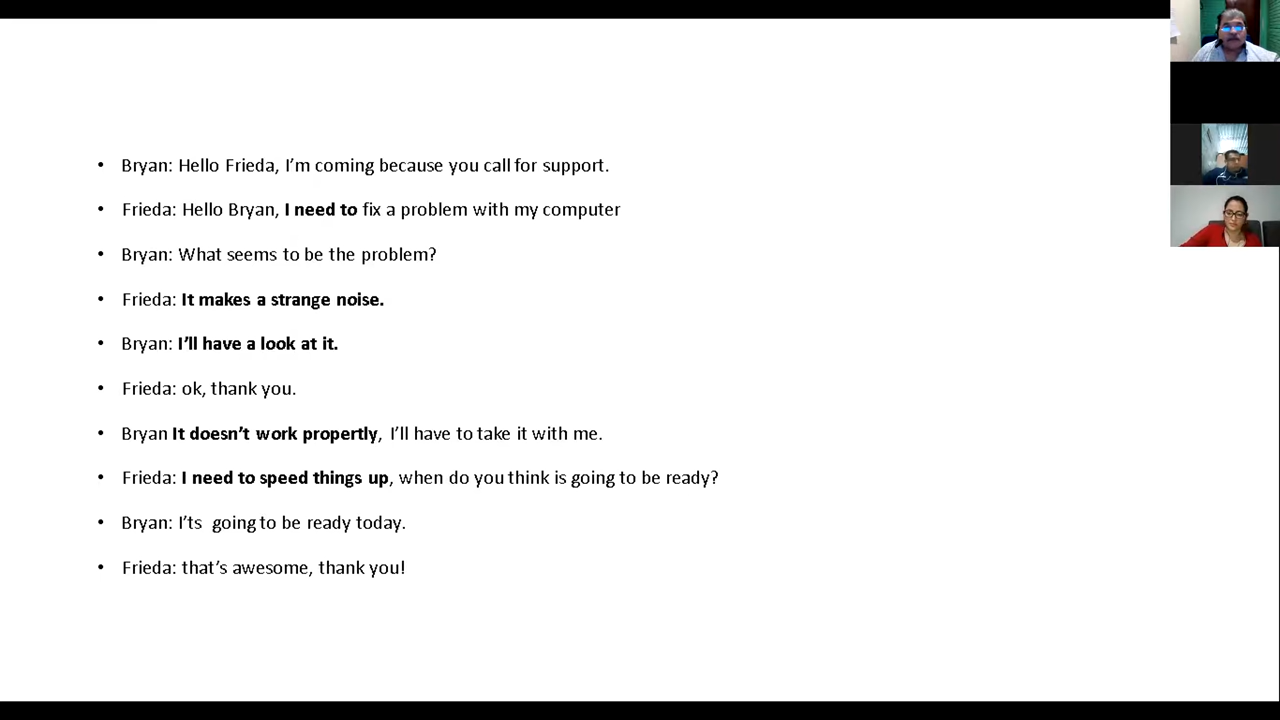 • Bryan: Hello Frieda, I’m coming because you call for support.
• Frieda: Hello Bryan, I need to fix a problem with my computer
• Bryan: What seems to be the problem?
• Frieda: It makes a strange noise.
• Bryan: I’ll have a look at it.
• Frieda: ok, thank you.
• Bryan It doesn’t work propertly, I’ll have to take it with me.
• Frieda: I need to speed things up, when do you think is going to be ready?
• Bryan: I’ts going to be ready today.
• Frieda: that’s awesome, thank you!